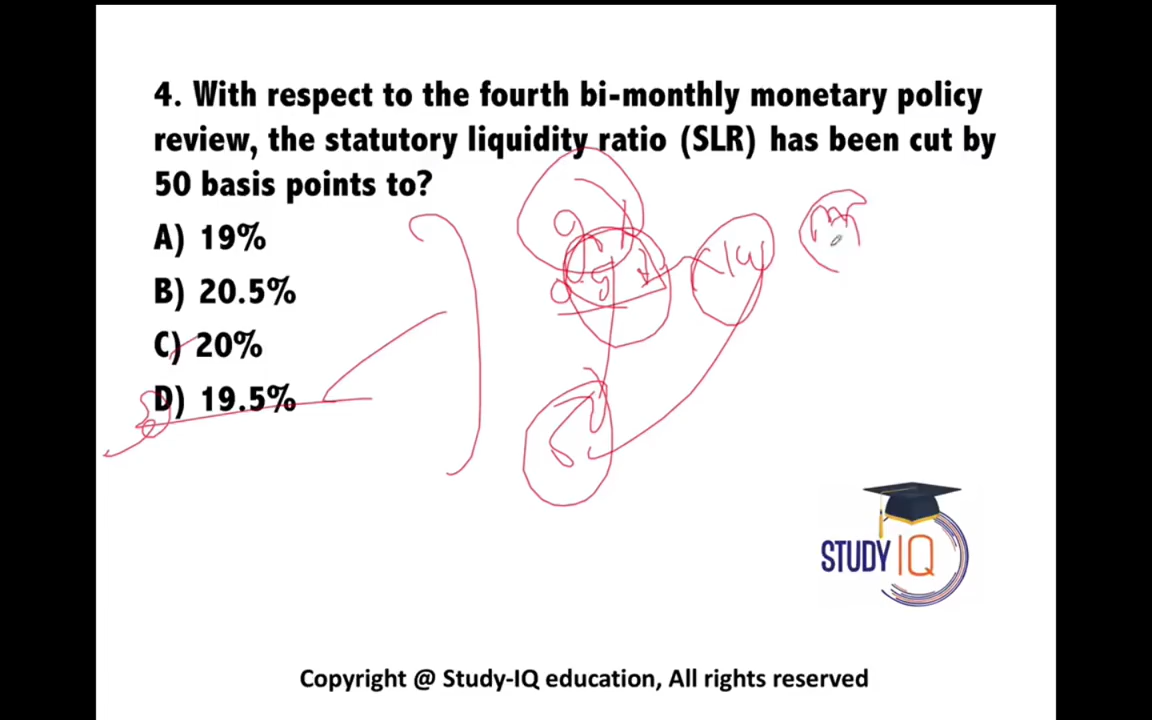 4. With respect to the fourth bi-monthly monetary policy
review, the statutory liquidity ratio (SLR) has been cut by
50 basis points to?
A) 19%
B) 20.5%
C) 20%
D) 19.5%
STUDY IQ
Copyright @ Study-IQ education, All rights reserved